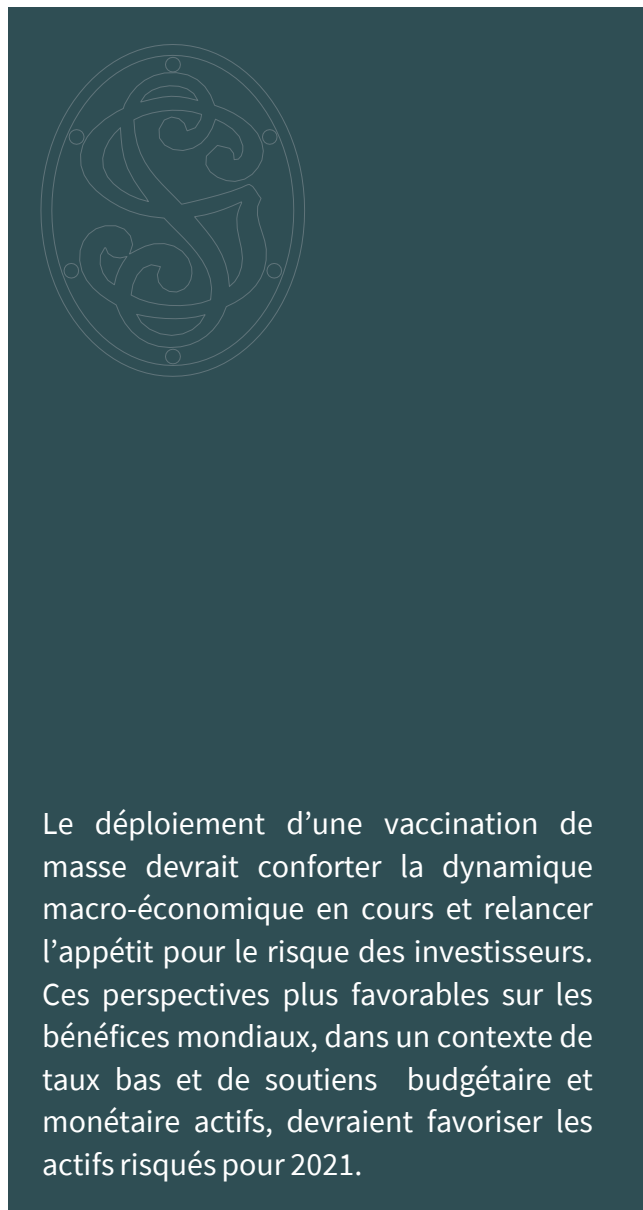 Le déploiement d’une vaccination de
masse devrait conforter la dynamique
macro-économique en cours et relancer
l’appétit pour le risque des investisseurs.
Ces perspectives plus favorables sur les
bénéfices mondiaux, dans un contexte de
taux bas et de soutiens budgétaire et
monétaire actifs, devraient favoriser les
actifs risqués pour 2021.